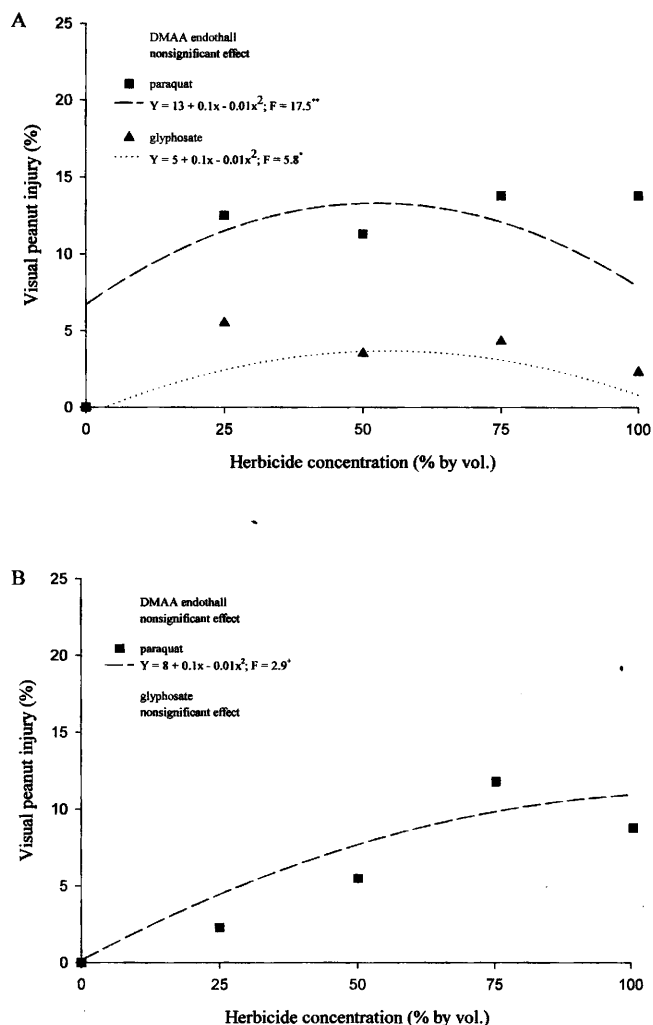 A
25
20
15
10
5
0
Visual peanut injury (%)
DMAA endothall
nonsignificant effect
paraquat
Y = 13 + 0.1x - 0.01x²; F = 17.5**
glyphosate
Y = 5 + 0.1x - 0.01x²; F = 5.8*
0 25 50 75 100
Herbicide concentration (% by vol.)
B
25
20
15
10
5
0
Visual peanut injury (%)
DMAA endothall
nonsignificant effect
paraquat
Y = 8 + 0.1x - 0.01x²; F = 2.9*
glyphosate
nonsignificant effect
0 25 50 75 100
Herbicide concentration (% by vol.)